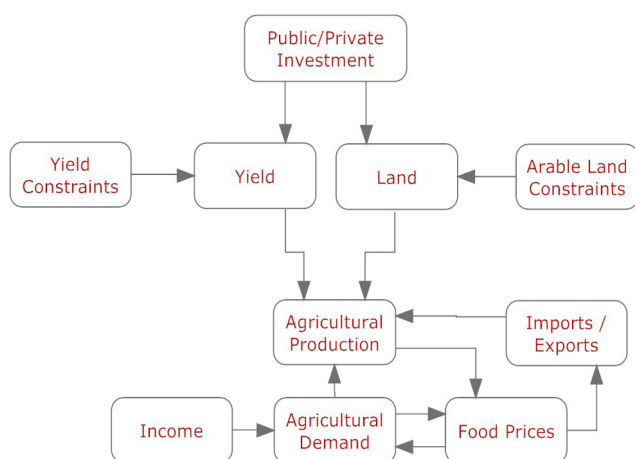 Public/Private
Investment
Yield
Constraints
Yield
Land
Arable Land
Constraints
Agricultural
Production
Imports /
Exports
Income
Agricultural
Demand
Food Prices